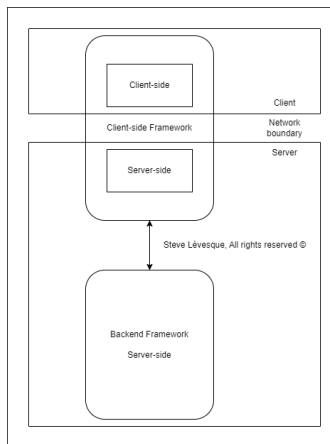 Client-side
Client
Client-side Framework
Network
boundary
Server
Server-side
Steve Lévesque, All rights reserved ©
Backend Framework
Server-side